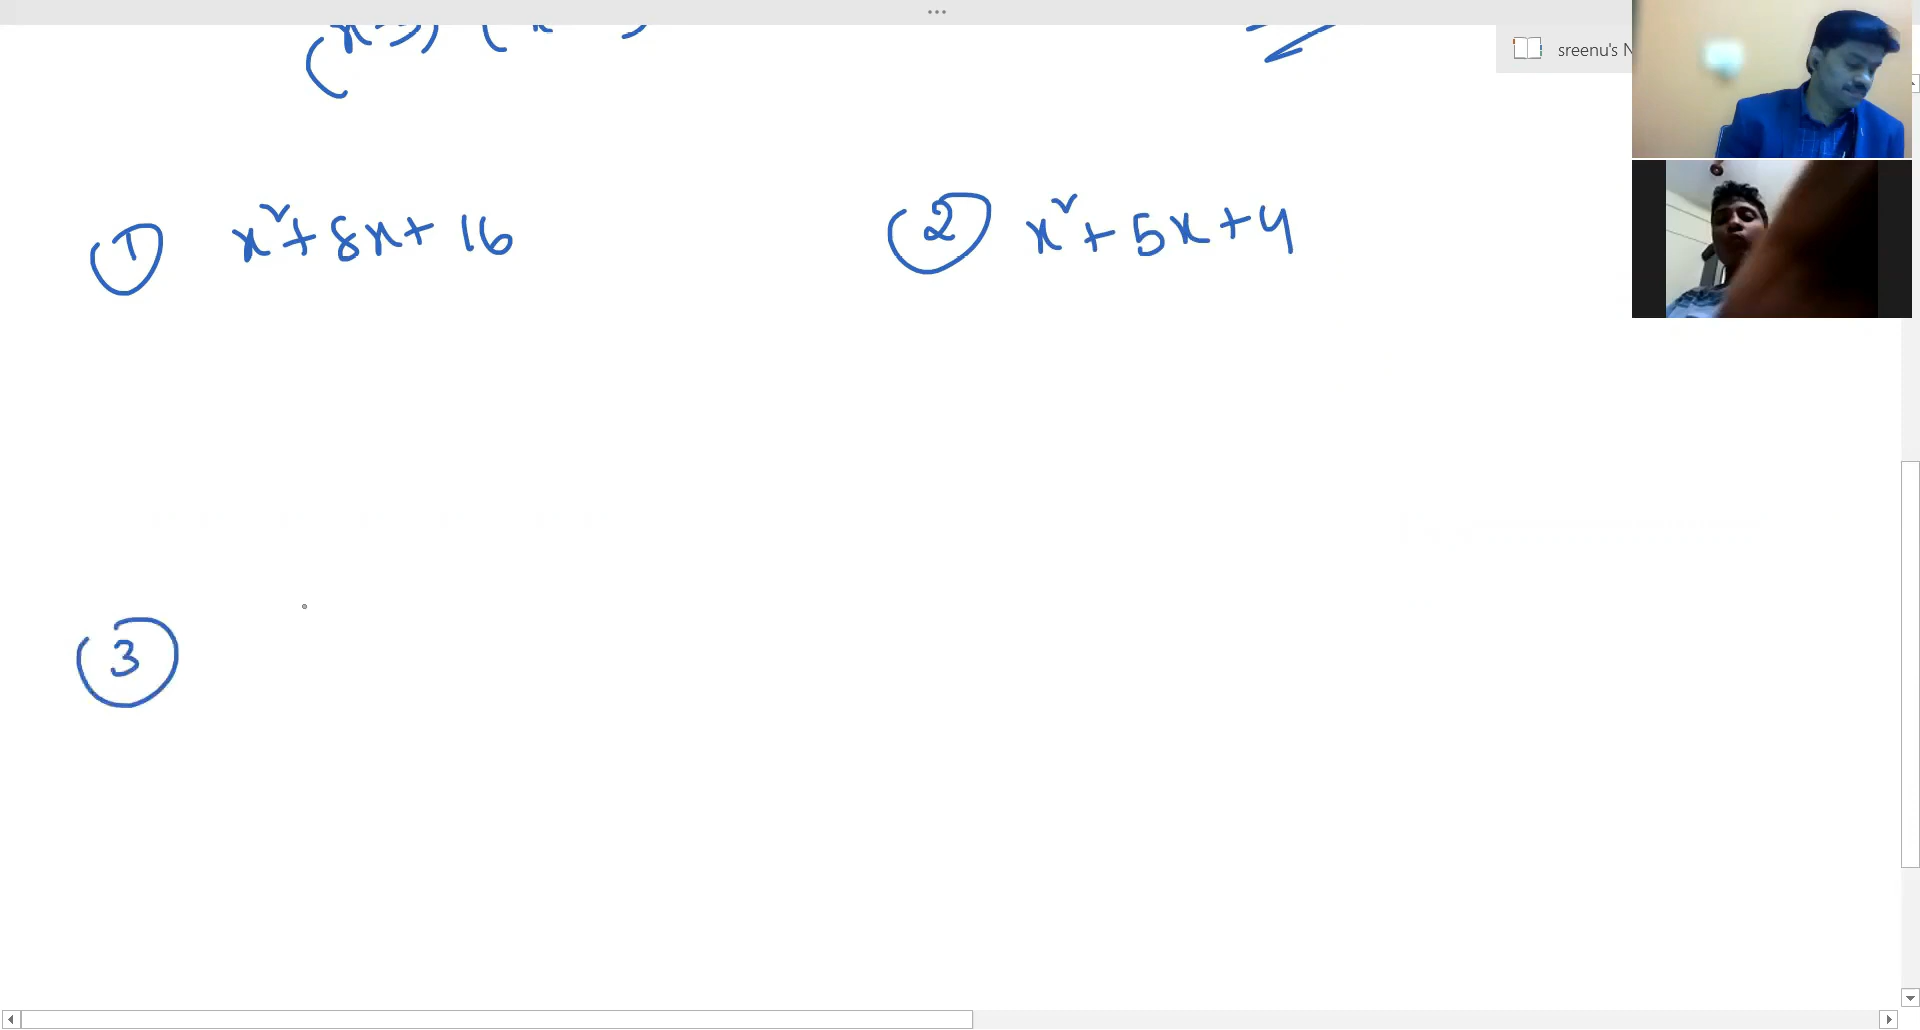 sreenu's N
① x² + 8x + 16
② x² + 5x + 4
③